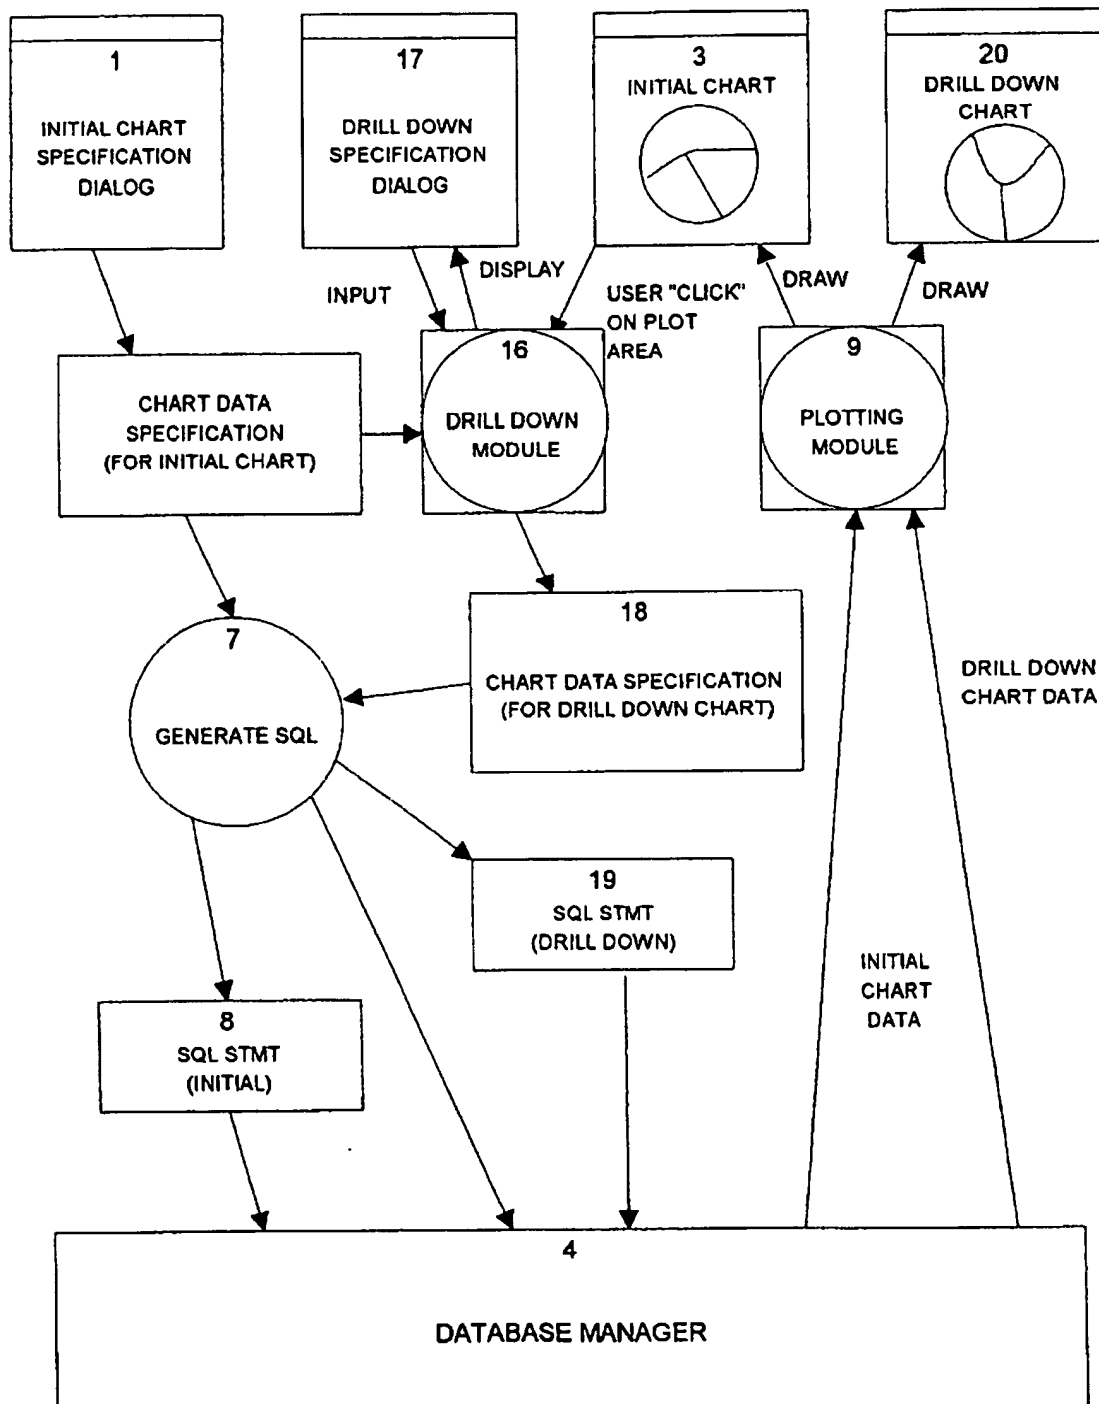 1
INITIAL CHART
SPECIFICATION
DIALOG
17
DRILL DOWN
SPECIFICATION
DIALOG
3
INITIAL CHART
20
DRILL DOWN
CHART
INPUT
DISPLAY
USER "CLICK"
ON PLOT
AREA
DRAW
DRAW
CHART DATA
SPECIFICATION
(FOR INITIAL CHART)
16
DRILL DOWN
MODULE
9
PLOTTING
MODULE
7
GENERATE SQL
18
CHART DATA SPECIFICATION
(FOR DRILL DOWN CHART)
DRILL DOWN
CHART DATA
19
SQL STMT
(DRILL DOWN)
INITIAL
CHART
DATA
8
SQL STMT
(INITIAL)
4
DATABASE MANAGER